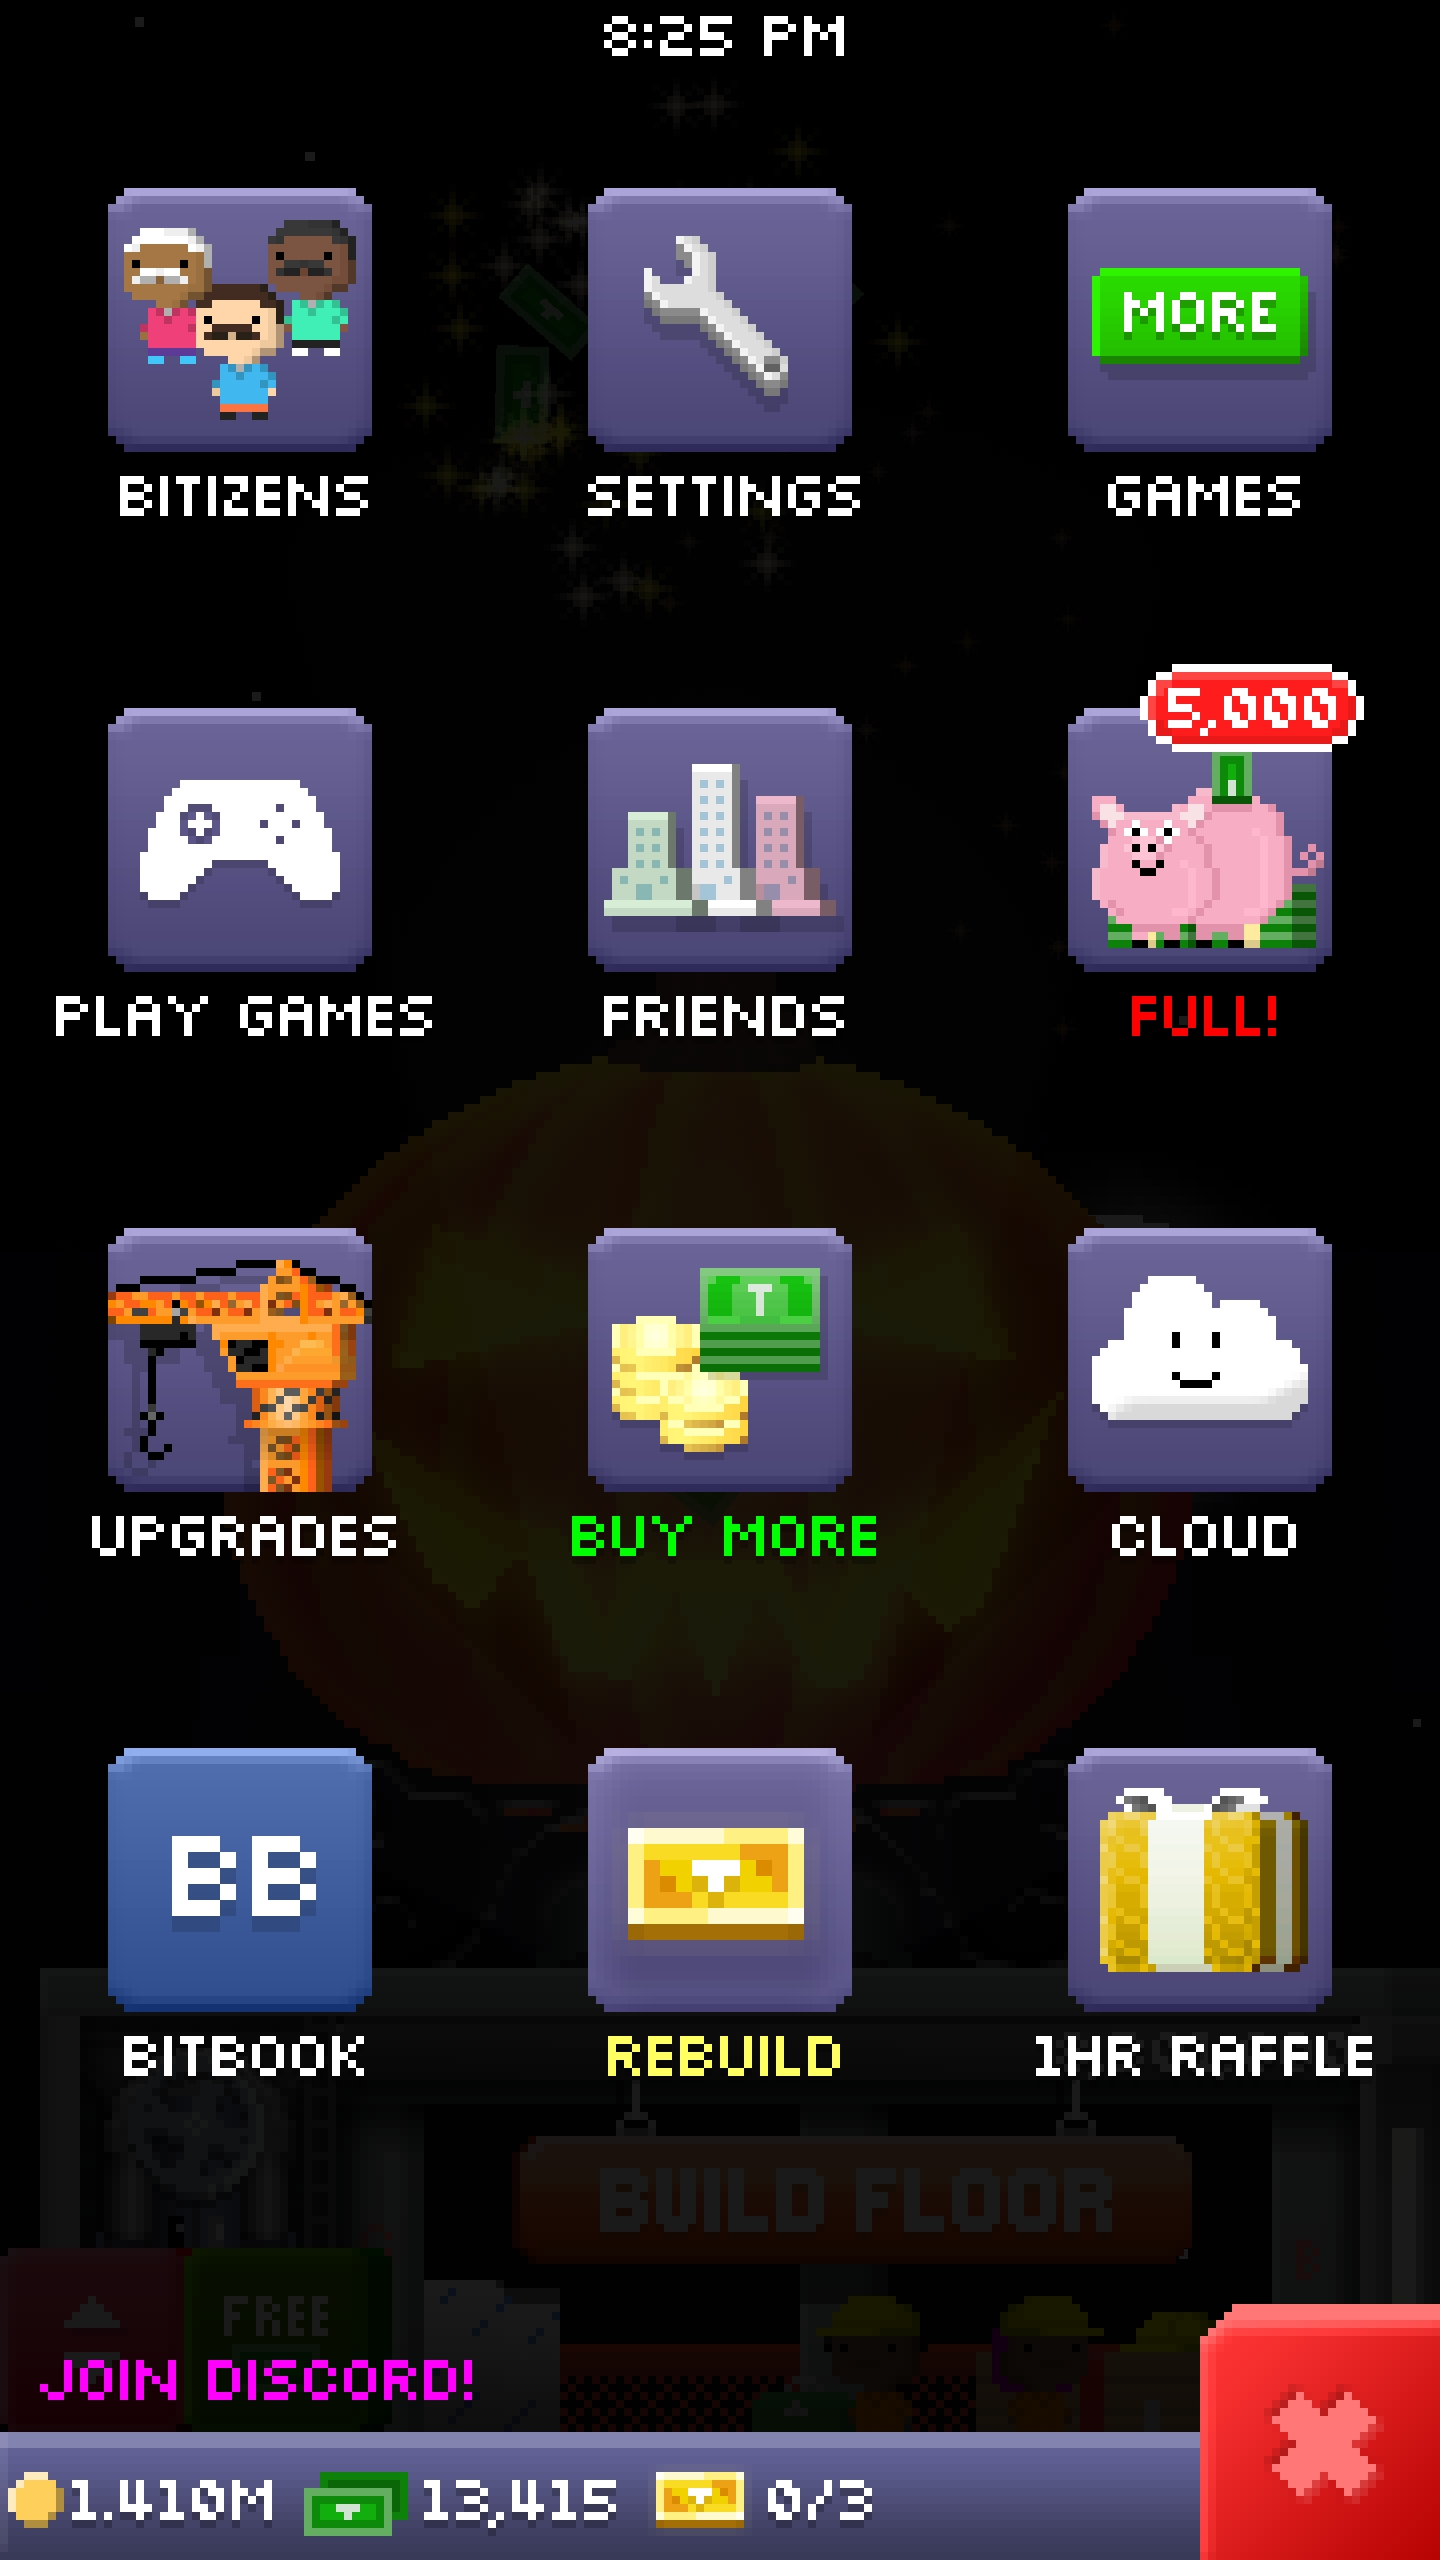 8:25 PM
MORE
BITIZENS
SETTINGS
GAMES
5,000
PLAY GAMES
FRIENDS
FULL!
T
UPGRADES
BUY MORE
CLOUD
BB
BITBOOK
REBUILD
1HR RAFFLE
BUILD FLOOR
FREE
JOIN DISCORD!
1.410M 13,415 0/3